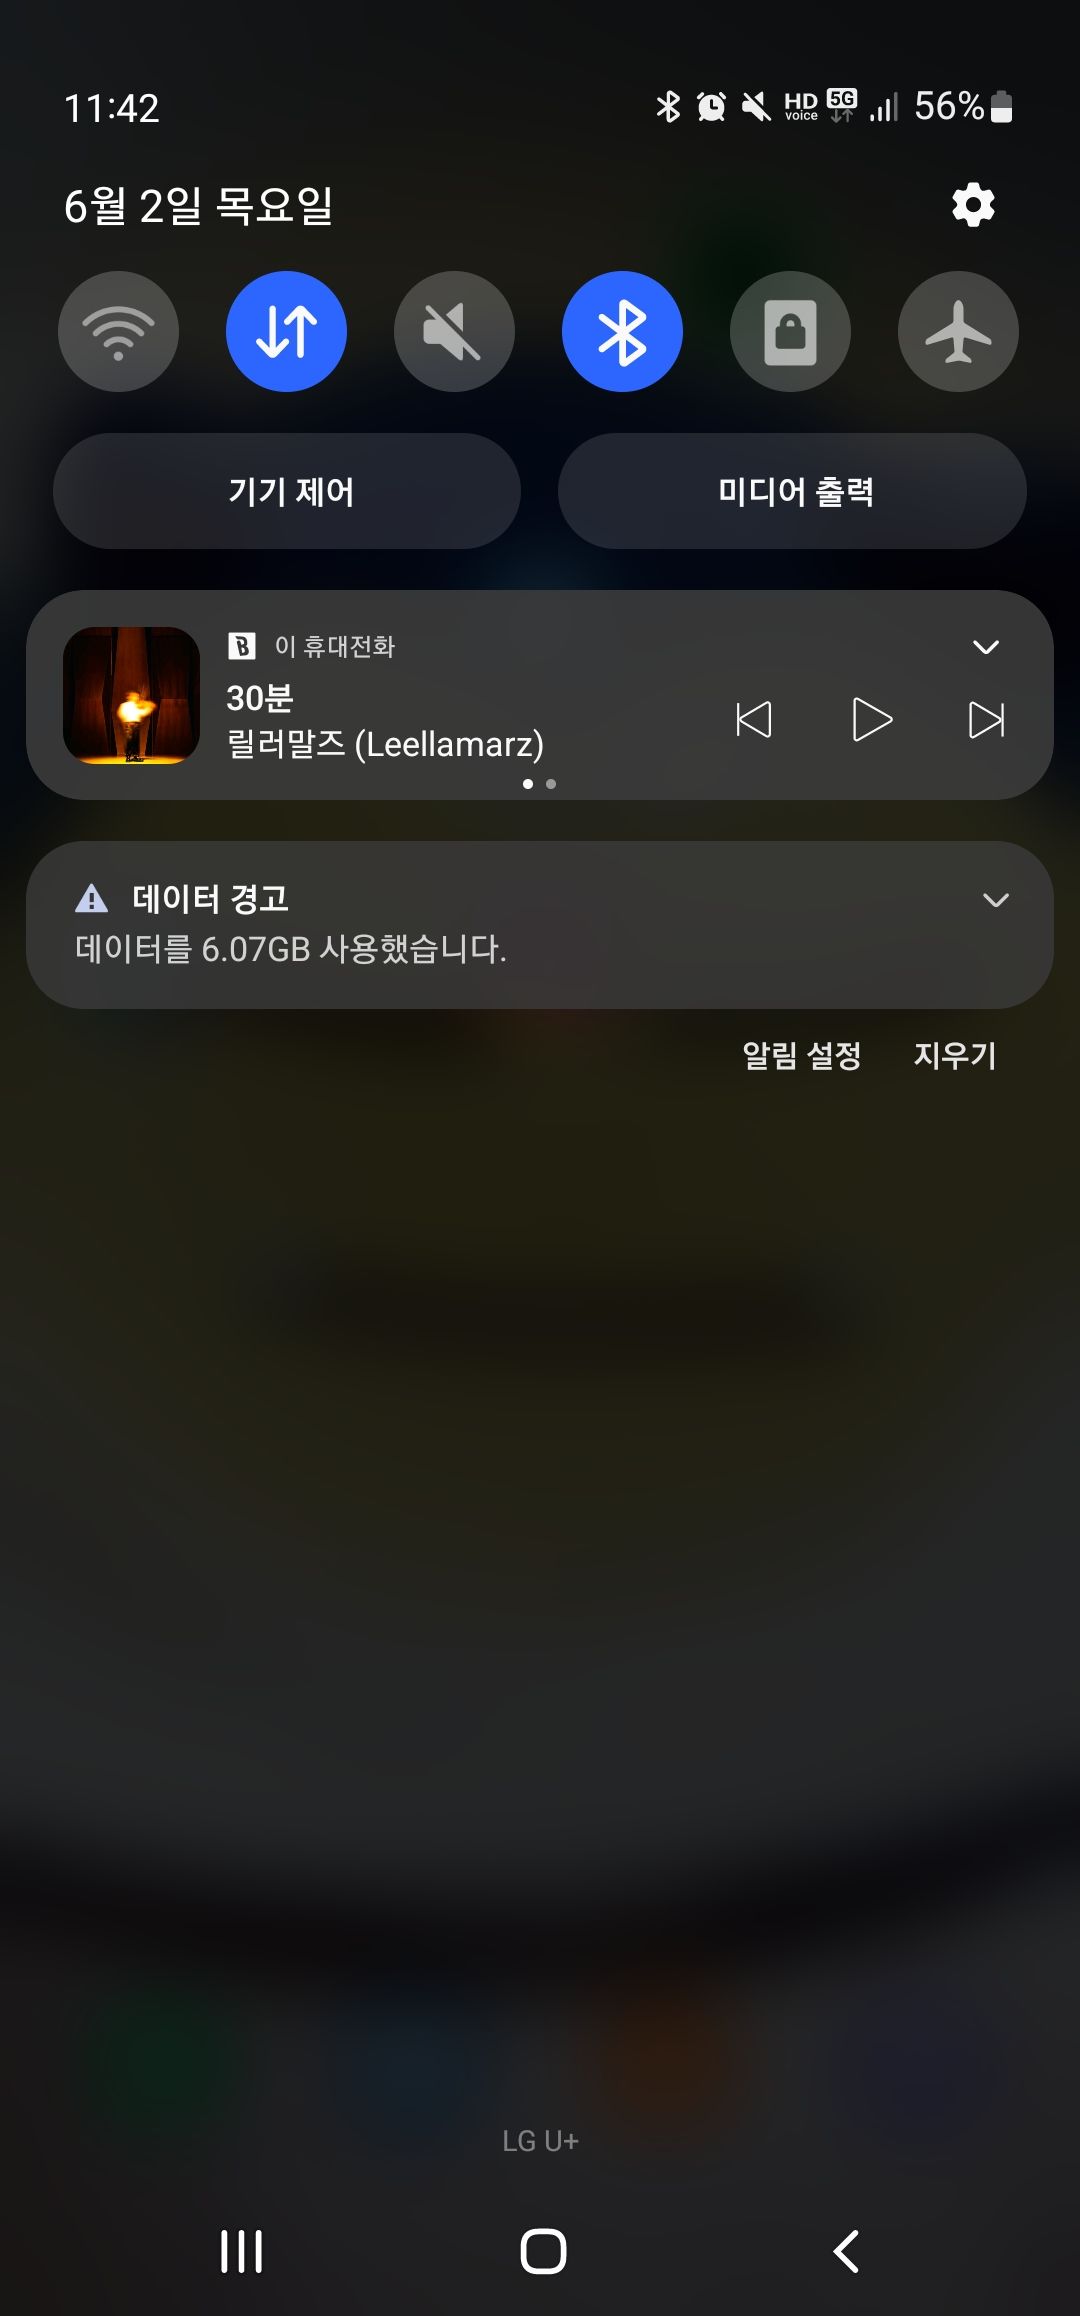 11:42
HD voice 5G 56%
6월 2일 목요일
기기 제어
미디어 출력
B 이 휴대전화
30분
릴러말즈 (Leellamarz)
데이터 경고
데이터를 6.07GB 사용했습니다.
알림 설정 지우기
LG U+